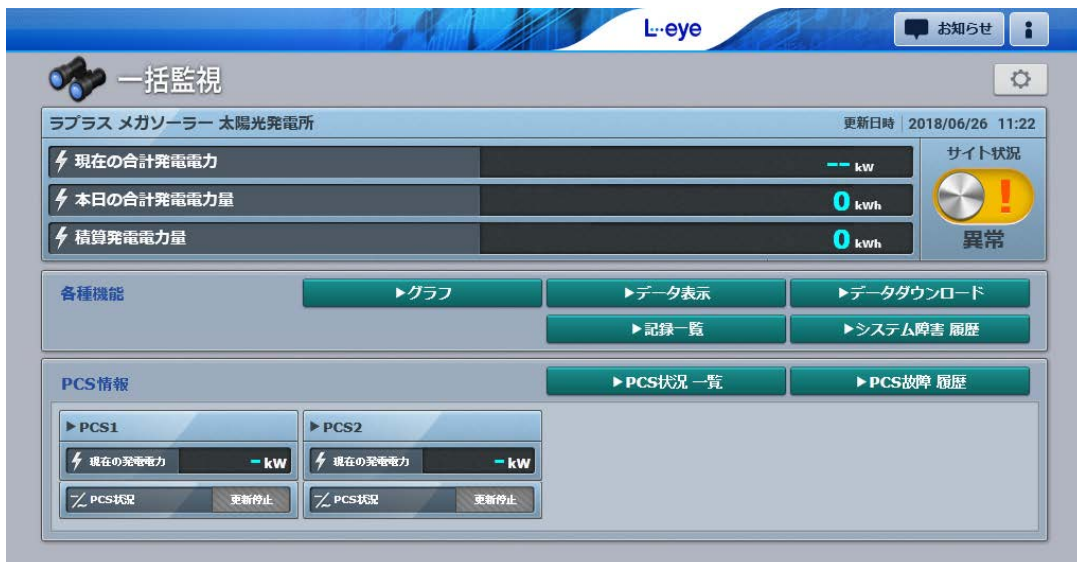 L・・・eye
お知らせ
一括監視
ラプラス メガソーラー 太陽光発電所
更新日時 2018/06/26 11:22
現在の合計発電電力 -- kW
サイト状況
本日の合計発電電力量 0 kWh
積算発電電力量 0 kWh
異常
各種機能 ▶グラフ ▶データ表示 ▶データダウンロード
▶記録一覧 ▶システム障害 履歴
PCS情報 ▶PCS状況 一覧 ▶PCS故障 履歴
▶PCS1 ▶PCS2
現在の発電電力 - kW 現在の発電電力 - kW
PCS状況 更新停止 PCS状況 更新停止